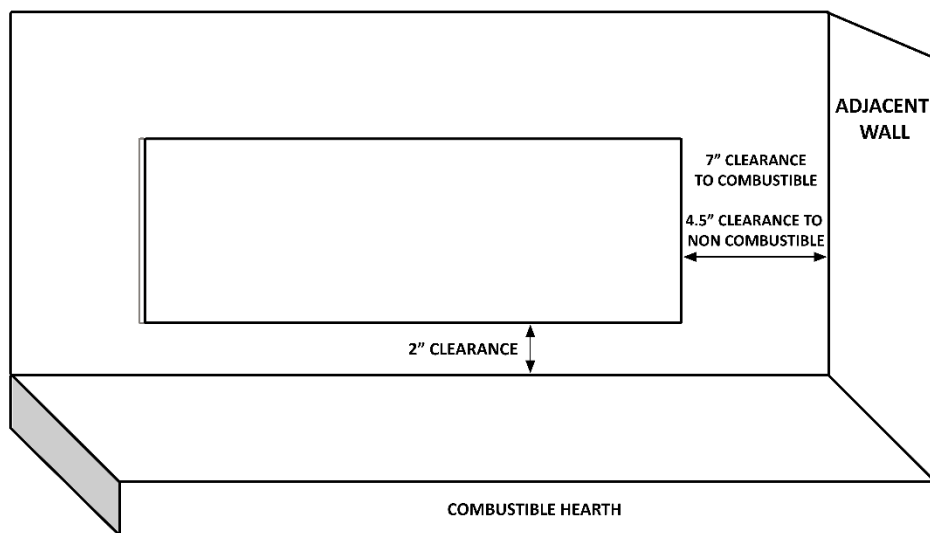 ADJACENT
WALL
7” CLEARANCE
TO COMBUSTIBLE
4.5” CLEARANCE TO
NON COMBUSTIBLE
2” CLEARANCE
COMBUSTIBLE HEARTH